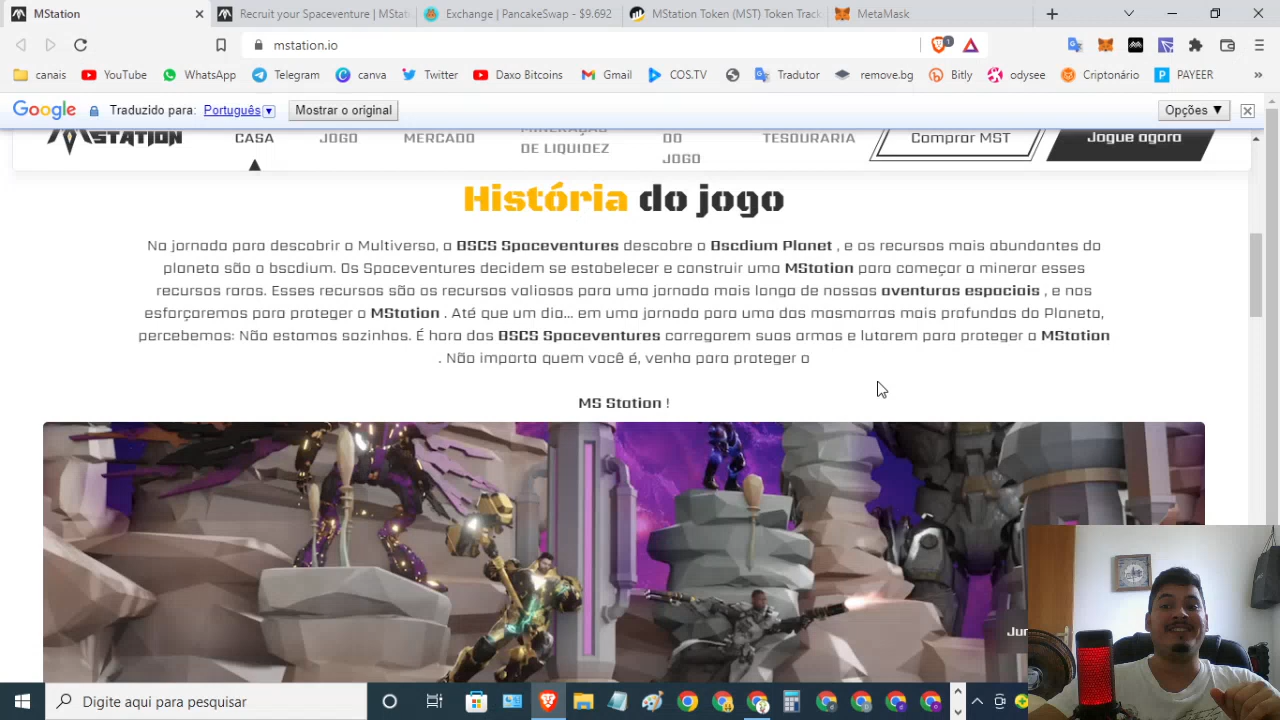 MStation
Recruit your Spaceventure | MStat
Exchange | PancakeSwap - $9.692
MStation Token (MST) Token Track
MetaMask
mstation.io
1
canais
YouTube
WhatsApp
Telegram
canva
Twitter
Daxo Bitcoins
Gmail
COS.TV
Tradutor
remove.bg
Bitly
odysee
Criptonário
PAYEER
»
Google Traduzido para: Português Mostrar o original
Opções ▼
MSTATION
CASA
JOGO
MERCADO
MINERAÇÃO
DE LIQUIDEZ
DO
JOGO
TESOURARIA
Comprar MST
Jogue agora
História do jogo
Na jornada para descobrir o Multiverso, a BSCS Spaceventures descobre o Bscdium Planet , e os recursos mais abundantes do
planeta são o bscdium. Os Spaceventures decidem se estabelecer e construir uma MStation para começar a minerar esses
recursos raros. Esses recursos são os recursos valiosos para uma jornada mais longa de nossas aventuras espaciais , e nos
esforçaremos para proteger o MStation . Até que um dia... em uma jornada para uma das masmorras mais profundas do Planeta,
percebemos: Não estamos sozinhos. É hora das BSCS Spaceventures carregarem suas armas e lutarem para proteger a MStation
. Não importa quem você é, venha para proteger o
MS Station !
Digite aqui para pesquisar